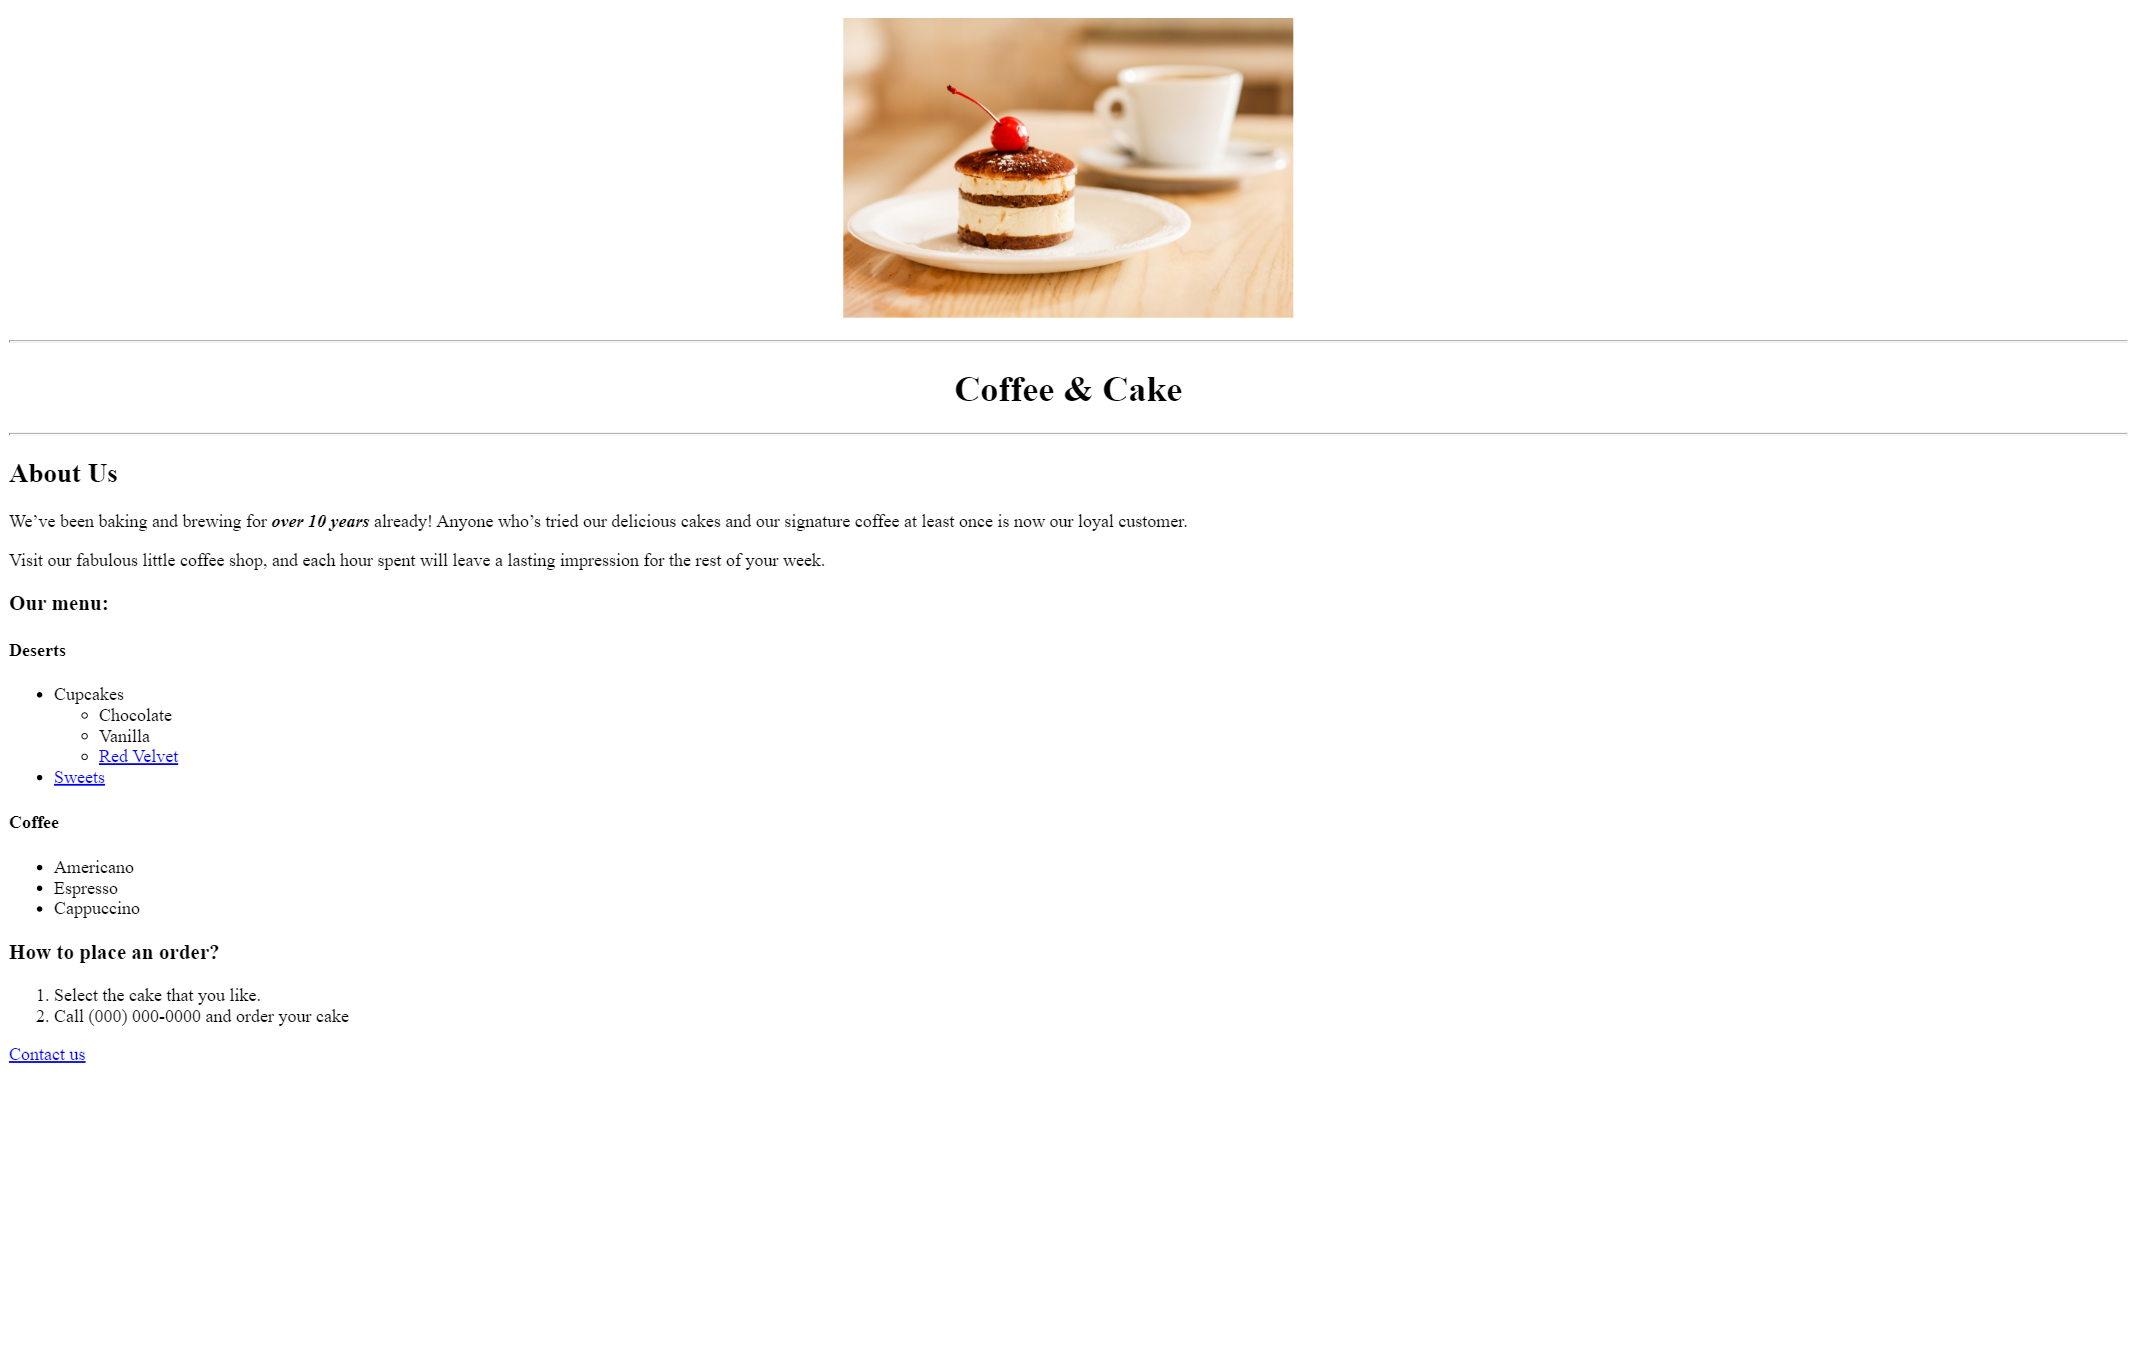 Coffee & Cake
About Us
We’ve been baking and brewing for over 10 years already! Anyone who’s tried our delicious cakes and our signature coffee at least once is now our loyal customer.
Visit our fabulous little coffee shop, and each hour spent will leave a lasting impression for the rest of your week.
Our menu:
Deserts
Cupcakes
Chocolate
Vanilla
Red Velvet
Sweets
Coffee
Americano
Espresso
Cappuccino
How to place an order?
1. Select the cake that you like.
2. Call (000) 000-0000 and order your cake
Contact us